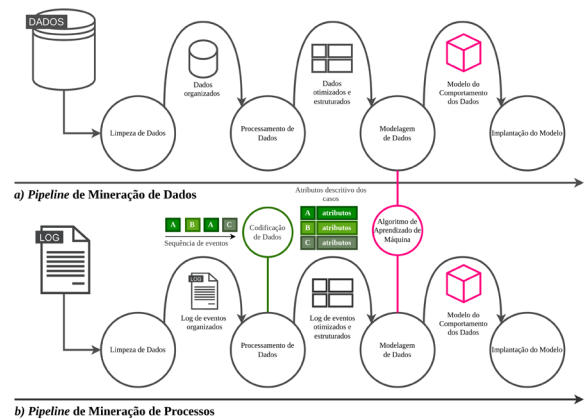 DADOS
Dados
organizados
Dados
otimizados e
estruturados
Modelo do
Comportamento
dos Dados
Limpeza de Dados
Processamento de
Dados
Modelagem
de Dados
Implantação do Modelo
a) Pipeline de Mineração de Dados
Atributos descritivo dos
casos
A B A C
Sequência de eventos
Codificação
de Dados
A atributos
B atributos
C atributos
Algoritmo de
Aprendizado de
Máquina
LOG
LOG
Log de eventos
organizados
Log de eventos
otimizados e
estruturados
Modelo do
Comportamento
dos Dados
Limpeza de Dados
Processamento de
Dados
Modelagem
de Dados
Implantação do Modelo
b) Pipeline de Mineração de Processos